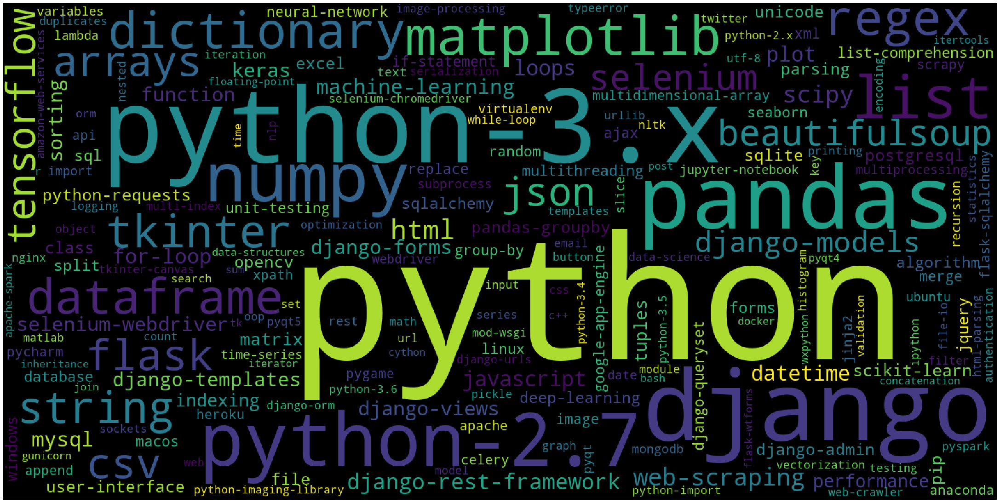 variables
duplicates
lambda
tensorflow
amazon-web-services
dictionary
neural-network
image-processing
typeerror
matplotlib
twitter
python-2.x
unicode
xml
regex
itertools
arrays
iteration
keras
excel
if-statement
text
serialization
loops
utf-8
plot
list-comprehension
selenium
parsing
encoding
scrapy
list
sorting
nested
function
floating-point
machine-learning
selenium-chromedriver
multidimensional-array
scipy
orm
api
sql
python-3.x
time
nlp
virtualenv
while-loop
random
urllib
nltk
ajax
seaborn
beautifulsoup
sqlite
printing
postgresql
r
import
numpy
replace
subprocess
multithreading
post
jupyter-notebook
key
multiprocessing
statistics
flask-sqlalchemy
python-requests
logging
multi-index
unit-testing
sqlalchemy
json
templates
slice
pandas
recursion
object
class
tkinter
optimization
html
pandas-groupby
django-models
nginx
for-loop
data-structures
django-forms
group-by
email
button
data-science
pyqt4
algorithm
merge
split
tkinter-canvas
opencv
webdriver
xpath
sum
search
google-app-engine
histogram
apache-spark
dataframe
set
python
input
css
python-3.4
forms
docker
ubuntu
selenium-webdriver
tk
oop
pyqt5
rest
math
series
c++
tuples
python-3.5
wxpython
jinja2
validation
ipython
file-io
jquery
html-parsing
authentication
matlab
count
matrix
url
mod-wsgi
linux
django-queryset
pycharm
flask
time-series
cython
django-urls
filter
inheritance
iterator
database
join
django-templates
pygame
python-3.6
javascript
date
module
bash
datetime
scikit-learn
concatenation
string
indexing
django-orm
pickle
deep-learning
django
heroku
django-views
windows
sockets
python-2.7
apache
image
flask-wtforms
mysql
macos
graph
pyqt
mongodb
django-admin
pyspark
gunicorn
csv
web
celery
append
model
vectorization
testing
pip
user-interface
file
python-imaging-library
django-rest-framework
web-scraping
python-import
performance
web-crawler
anaconda